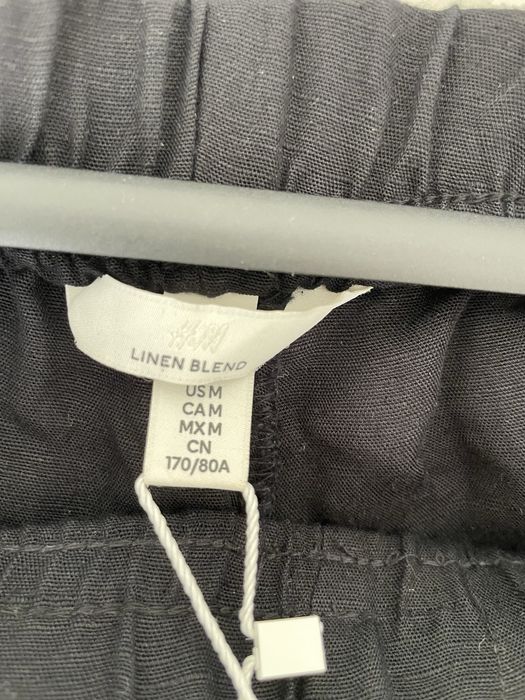 H&M
LINEN BLEND
US M
CA M
MX M
CN
170/80A